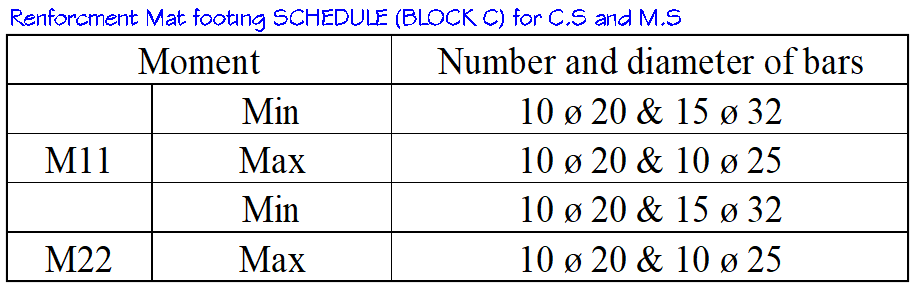 Renforcment Mat footing SCHEDULE (BLOCK C) for C.S and M.S
Moment Number and diameter of bars
Min 10 ø 20 & 15 ø 32
M11 Max 10 ø 20 & 10 ø 25
Min 10 ø 20 & 15 ø 32
M22 Max 10 ø 20 & 10 ø 25